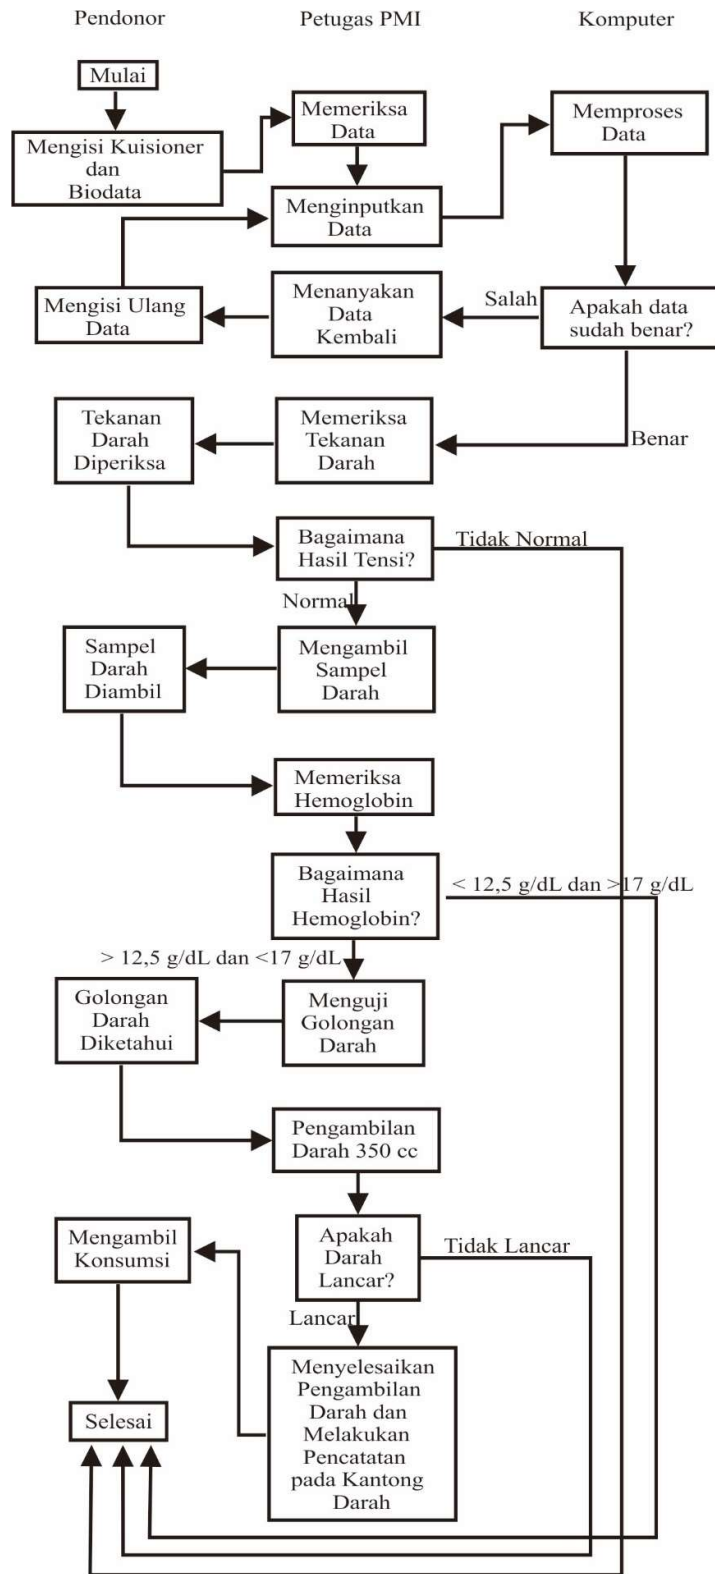 Pendonor
Petugas PMI
Komputer
Mulai
Mengisi Kuisioner
dan
Biodata
Memeriksa
Data
Memproses
Data
Menginputkan
Data
Mengisi Ulang
Data
Menanyakan
Data
Kembali
Salah
Apakah data
sudah benar?
Benar
Tekanan
Darah
Diperiksa
Memeriksa
Tekanan
Darah
Bagaimana
Hasil Tensi?
Tidak Normal
Normal
Sampel
Darah
Diambil
Mengambil
Sampel
Darah
Memeriksa
Hemoglobin
Bagaimana
Hasil
Hemoglobin?
< 12,5 g/dL dan >17 g/dL
> 12,5 g/dL dan <17 g/dL
Golongan
Darah
Diketahui
Menguji
Golongan
Darah
Pengambilan
Darah 350 cc
Mengambil
Konsumsi
Apakah
Darah
Lancar?
Tidak Lancar
Lancar
Menyelesaikan
Pengambilan
Darah dan
Melakukan
Pencatatan
pada Kantong
Darah
Selesai